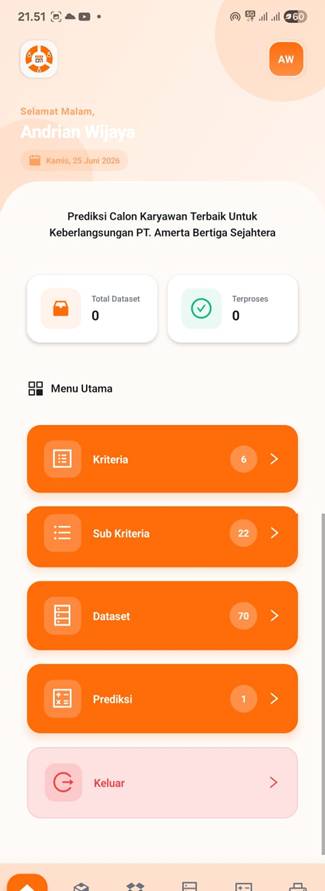 21.51
60
AW
Selamat Malam,
Andrian Wijaya
Kamis, 25 Juni 2026
Prediksi Calon Karyawan Terbaik Untuk
Keberlangsungan PT. Amerta Bertiga Sejahtera
Total Dataset
0
Terproses
0
Menu Utama
Kriteria
6
Sub Kriteria
22
Dataset
70
Prediksi
1
Keluar